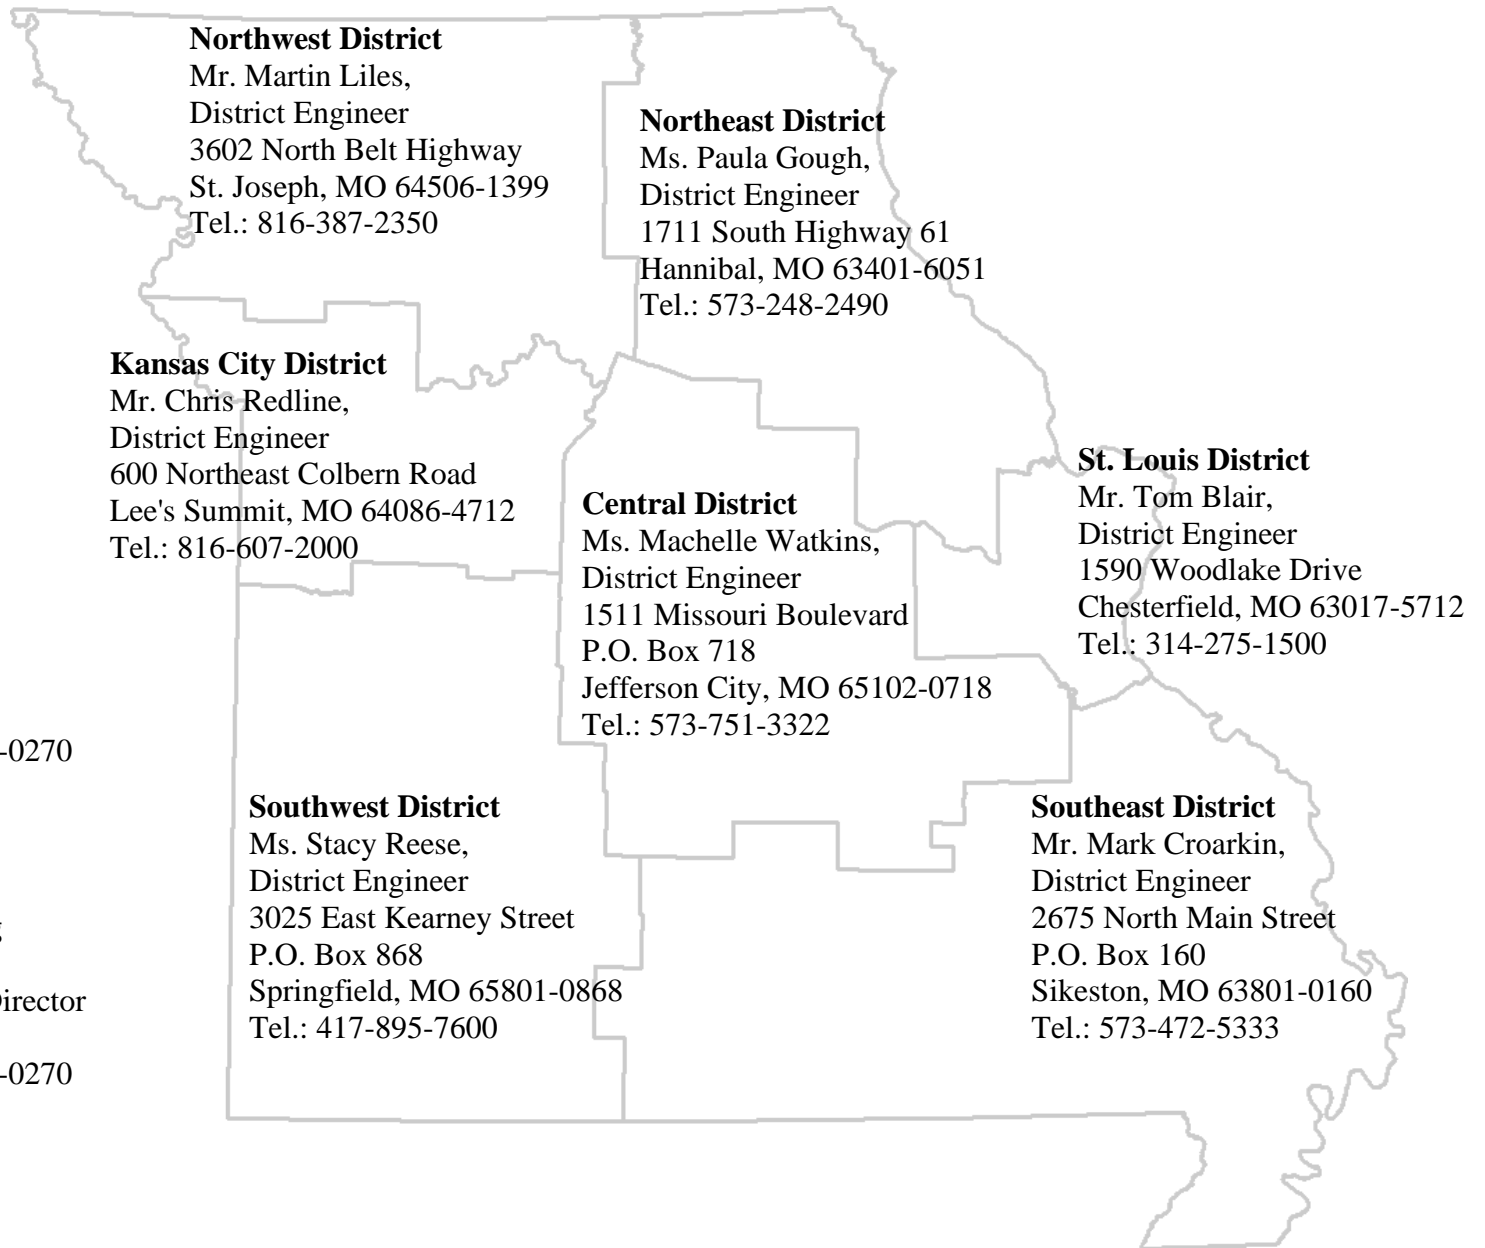 Northwest District
Mr. Martin Liles,
District Engineer
3602 North Belt Highway
St. Joseph, MO 64506-1399
Tel.: 816-387-2350
Northeast District
Ms. Paula Gough,
District Engineer
1711 South Highway 61
Hannibal, MO 63401-6051
Tel.: 573-248-2490
Kansas City District
Mr. Chris Redline,
District Engineer
600 Northeast Colbern Road
Lee's Summit, MO 64086-4712
Tel.: 816-607-2000
Central District
Ms. Machelle Watkins,
District Engineer
1511 Missouri Boulevard
P.O. Box 718
Jefferson City, MO 65102-0718
Tel.: 573-751-3322
St. Louis District
Mr. Tom Blair,
District Engineer
1590 Woodlake Drive
Chesterfield, MO 63017-5712
Tel.: 314-275-1500
-0270
Director
-0270
Southwest District
Ms. Stacy Reese,
District Engineer
3025 East Kearney Street
P.O. Box 868
Springfield, MO 65801-0868
Tel.: 417-895-7600
Southeast District
Mr. Mark Croarkin,
District Engineer
2675 North Main Street
P.O. Box 160
Sikeston, MO 63801-0160
Tel.: 573-472-5333